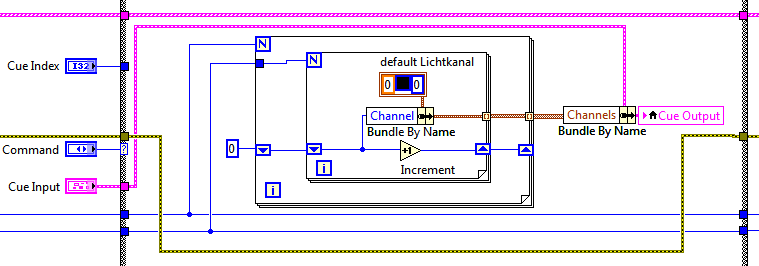 N
N
default Lichtkanal
Cue Index
I32
0
0
Channel
Bundle By Name
Channels
Bundle By Name
Cue Output
Command
?
0
+1
Increment
i
i
Cue Input